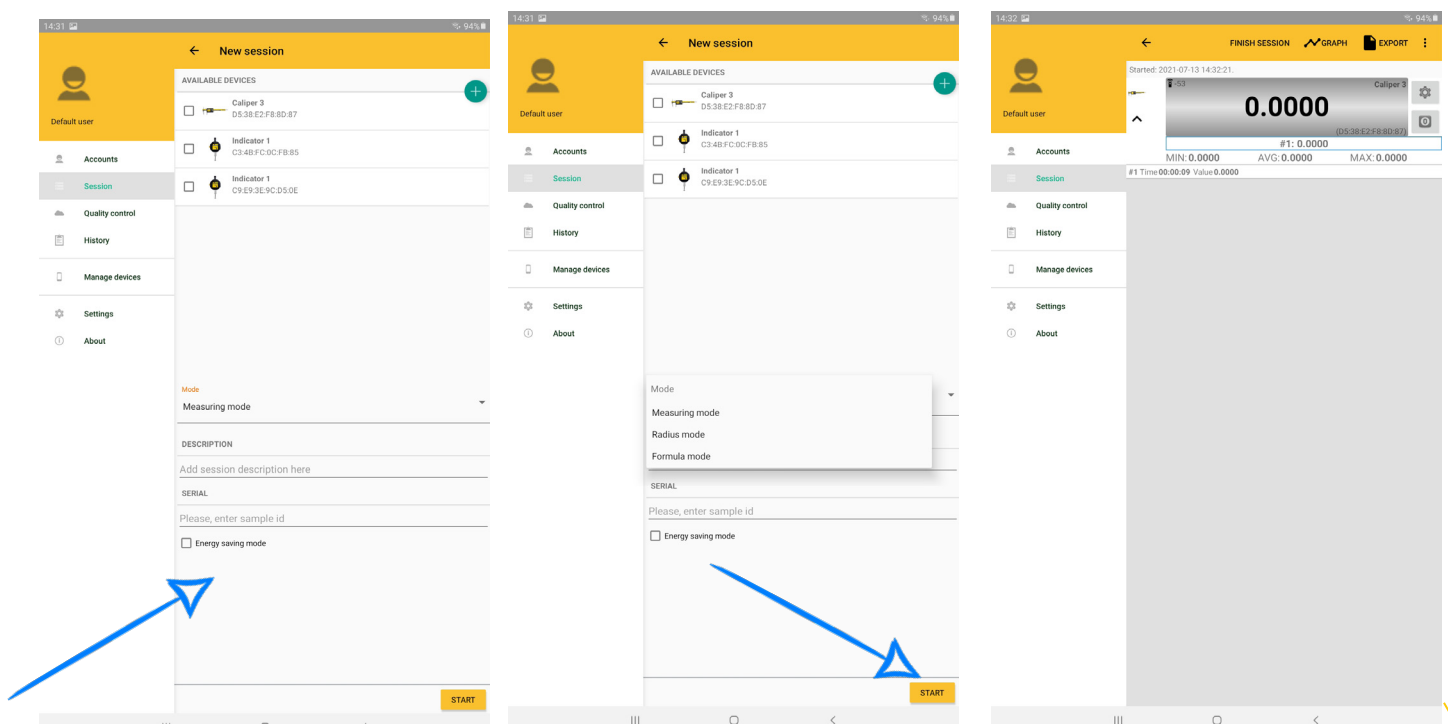 14:31 94%
New session
Default user
AVAILABLE DEVICES
Caliper 3
D5:38:E2:F8:8D:87
Indicator 1
C3:4B:FC:0C:FB:85
Indicator 1
C9:E9:3E:9C:D5:0E
Accounts
Session
Quality control
History
Manage devices
Settings
About
Mode
Measuring mode
DESCRIPTION
Add session description here
SERIAL
Please, enter sample id
Energy saving mode
START
14:31 94%
New session
Default user
AVAILABLE DEVICES
Caliper 3
D5:38:E2:F8:8D:87
Indicator 1
C3:4B:FC:0C:FB:85
Indicator 1
C9:E9:3E:9C:D5:0E
Accounts
Session
Quality control
History
Manage devices
Settings
About
Mode
Measuring mode
Radius mode
Formula mode
SERIAL
Please, enter sample id
Energy saving mode
START
14:32 94%
FINISH SESSION GRAPH EXPORT
Default user
Started: 2021-07-13 14:32:21.
-53 Caliper 3
0.0000
(D5:38:E2:F8:8D:87)
#1: 0.0000
MIN: 0.0000 AVG: 0.0000 MAX: 0.0000
#1 Time 00:00:09 Value 0.0000
Accounts
Session
Quality control
History
Manage devices
Settings
About